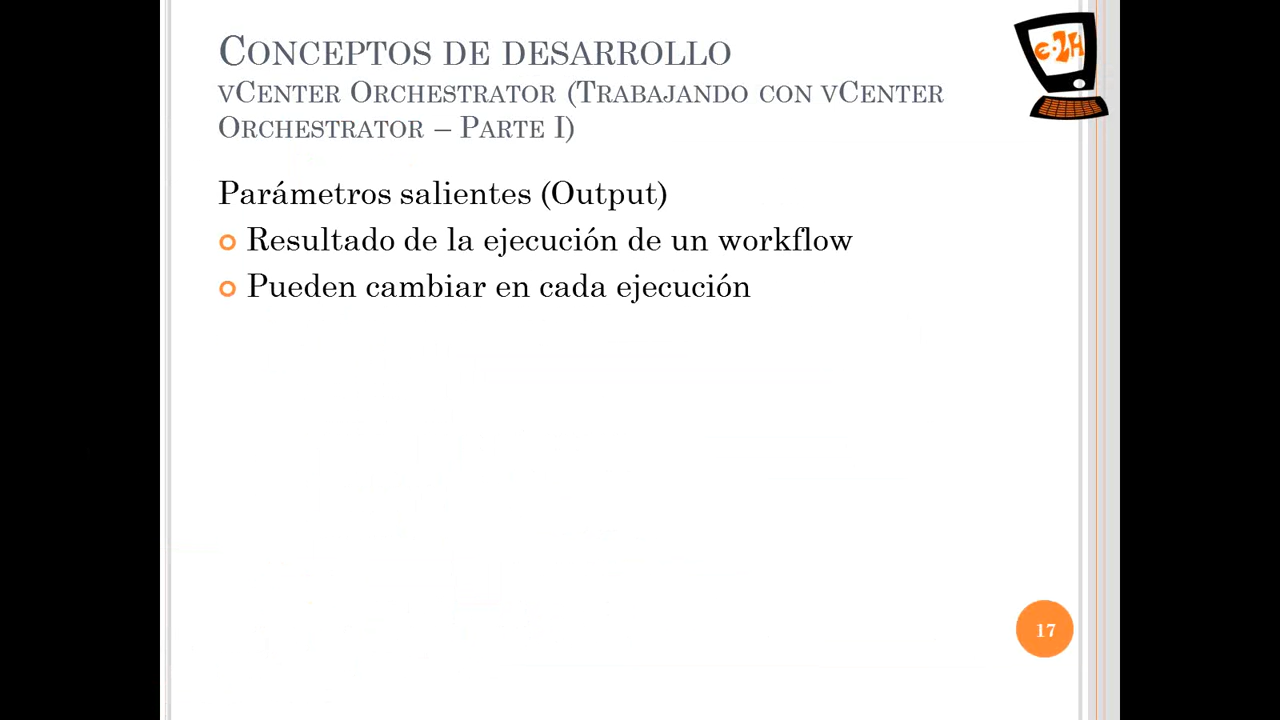 Conceptos de desarrollo
vCenter Orchestrator (Trabajando con vCenter
Orchestrator – Parte I)
e-2H
Parámetros salientes (Output)
Resultado de la ejecución de un workflow
Pueden cambiar en cada ejecución
17